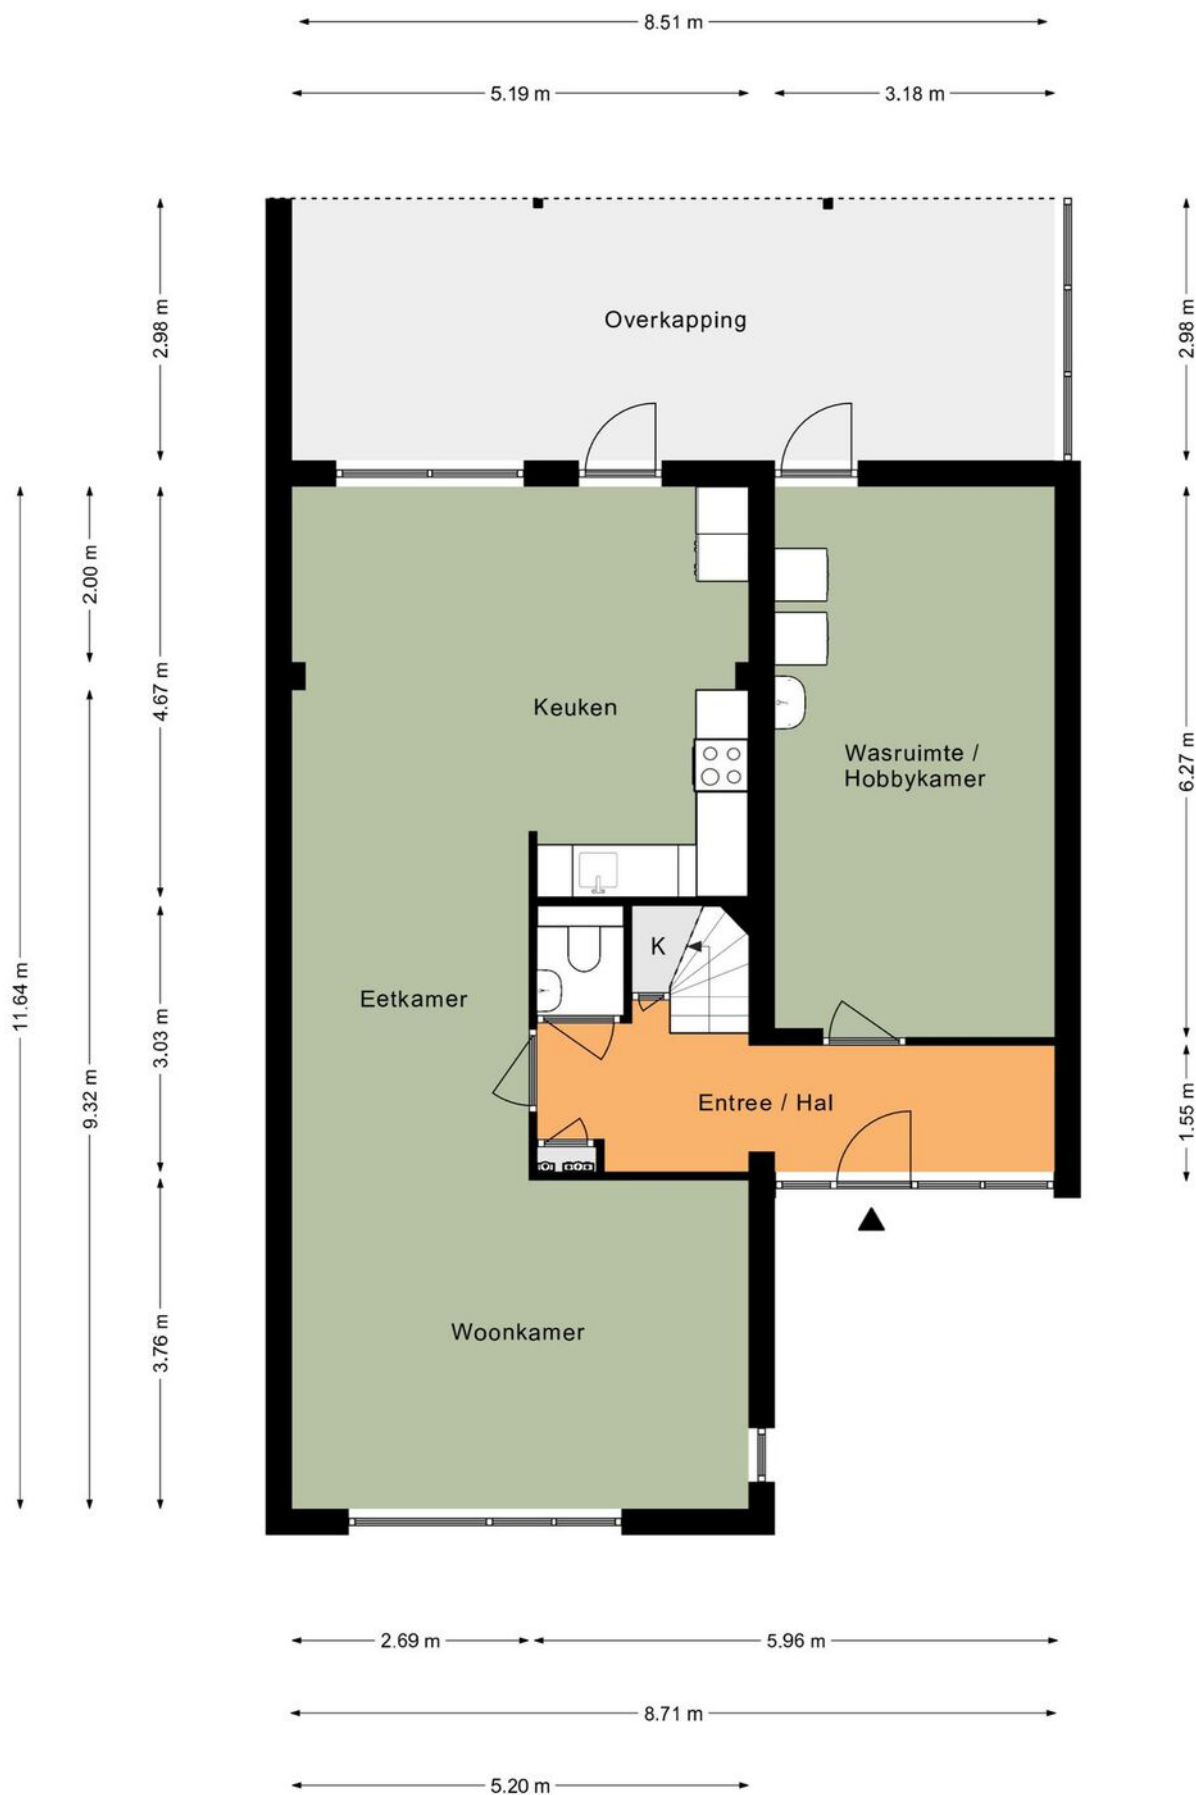 8.51 m
5.19 m
3.18 m
2.98 m
2.98 m
Overkapping
11.64 m
2.00 m
9.32 m
4.67 m
Keuken
Wasruimte /
Hobbykamer
6.27 m
K
Eetkamer
3.03 m
Entree / Hal
1.55 m
Woonkamer
3.76 m
2.69 m
5.96 m
8.71 m
5.20 m